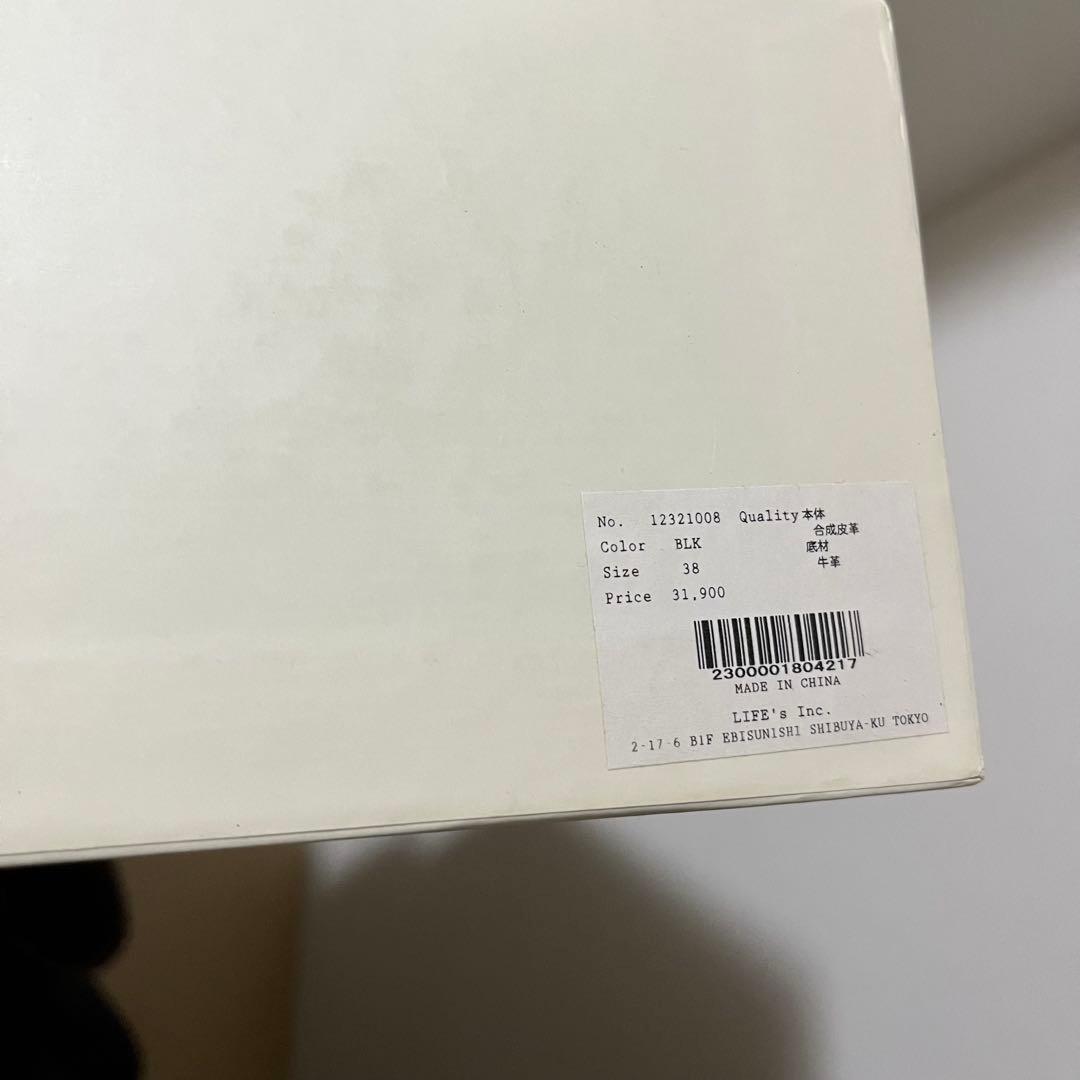 No. 12321008 Quality 本体
合成皮革
Color BLK 底材
Size 38 牛革
Price 31,900
2300001804217
MADE IN CHINA
LIFE's Inc.
2-17-6 B1F EBISUNISHI SHIBUYA-KU TOKYO